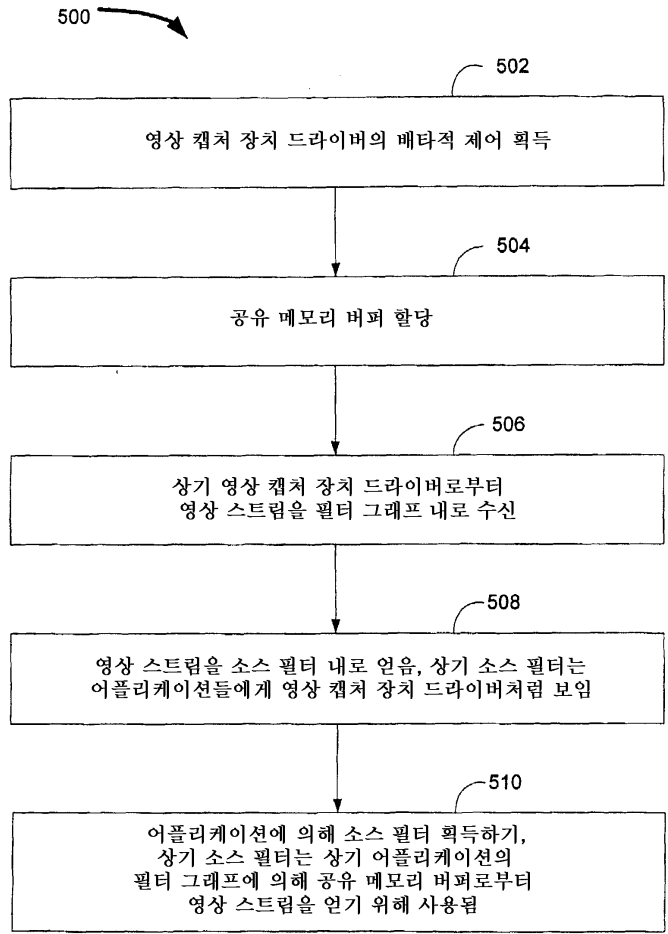 500
502
영상 캡처 장치 드라이버의 배타적 제어 획득
504
공유 메모리 버퍼 할당
506
상기 영상 캡처 장치 드라이버로부터
영상 스트림을 필터 그래프 내로 수신
508
영상 스트림을 소스 필터 내로 얻음, 상기 소스 필터는
어플리케이션들에게 영상 캡처 장치 드라이버처럼 보임
510
어플리케이션에 의해 소스 필터 획득하기,
상기 소스 필터는 상기 어플리케이션의
필터 그래프에 의해 공유 메모리 버퍼로부터
영상 스트림을 얻기 위해 사용됨